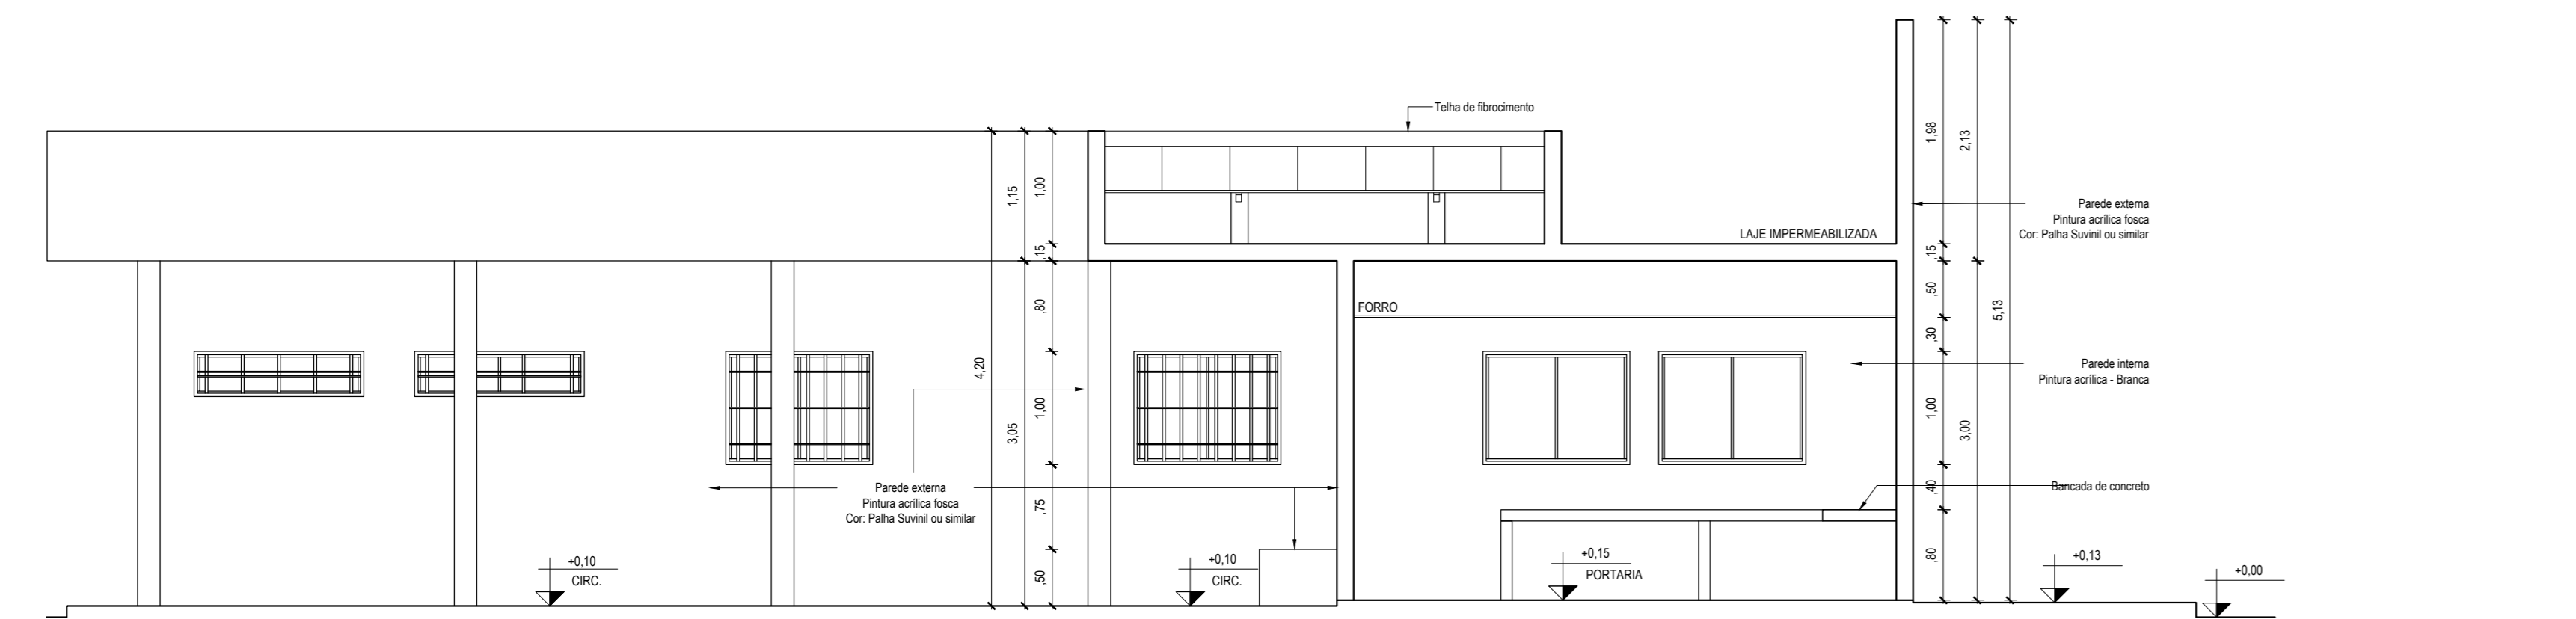 Telha de fibrocimento
1,98
2,13
1,15
1,00
Parede externa
Pintura acrílica fosca
Cor: Palha Suvinil ou similar
LAJE IMPERMEABILIZADA
,15
,15
,50
5,13
FORRO
,80
,30
4,20
Parede interna
Pintura acrílica - Branca
1,00
1,00
3,05
3,00
Parede externa
Pintura acrílica fosca
Cor: Palha Suvinil ou similar
,75
,40
Bancada de concreto
+0,10
CIRC.
,50
+0,10
CIRC.
+0,15
PORTARIA
,80
+0,13
+0,00